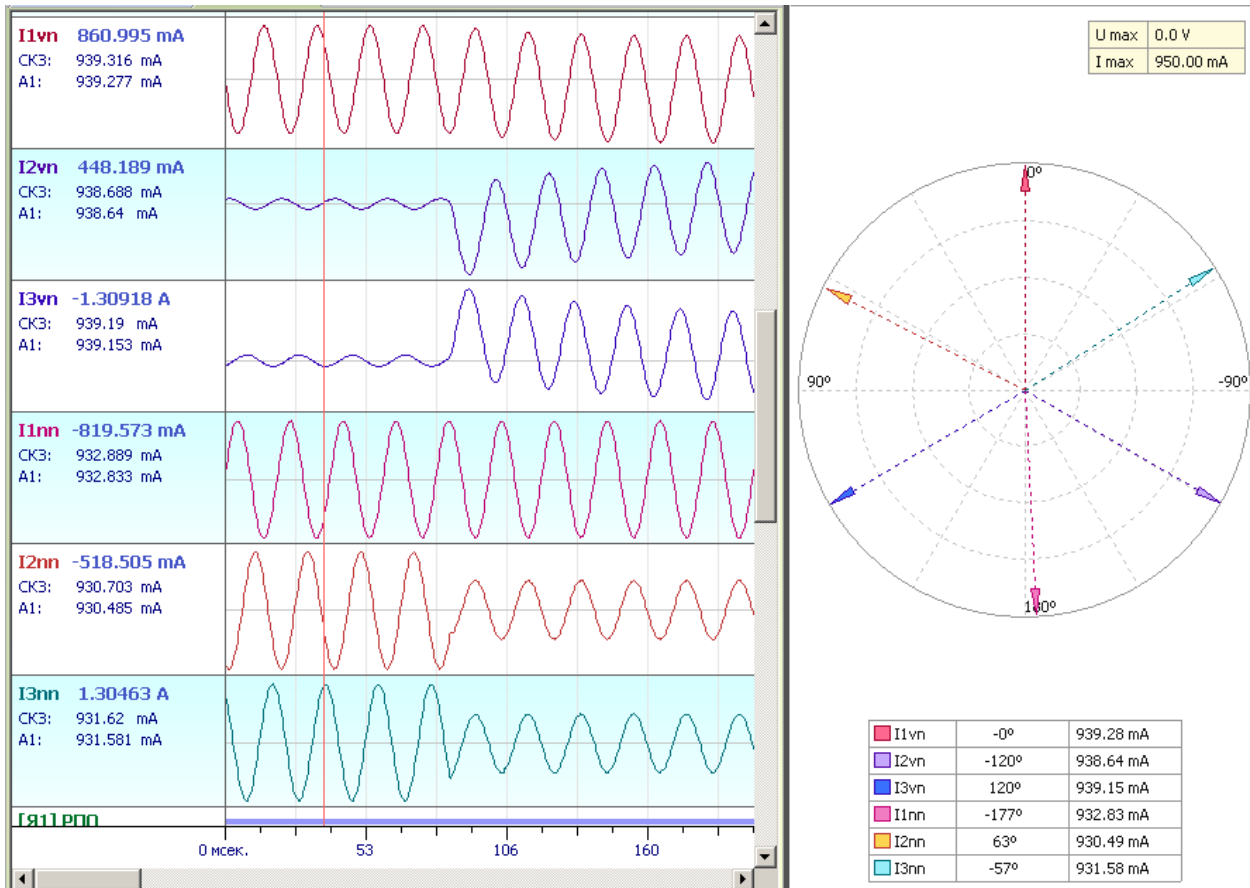 I1vn 860.995 mA
СКЗ: 939.316 mA
A1: 939.277 mA
I2vn 448.189 mA
СКЗ: 938.688 mA
A1: 938.64 mA
I3vn -1.30918 A
СКЗ: 939.19 mA
A1: 939.153 mA
I1nn -819.573 mA
СКЗ: 932.889 mA
A1: 932.833 mA
I2nn -518.505 mA
СКЗ: 930.703 mA
A1: 930.485 mA
I3nn 1.30463 A
СКЗ: 931.62 mA
A1: 931.581 mA
[Я1] РПП
0 мсек. 53 106 160
U max 0.0 V
I max 950.00 mA
0º
90º -90º
180º
I1vn -0º 939.28 mA
I2vn -120º 938.64 mA
I3vn 120º 939.15 mA
I1nn -177º 932.83 mA
I2nn 63º 930.49 mA
I3nn -57º 931.58 mA